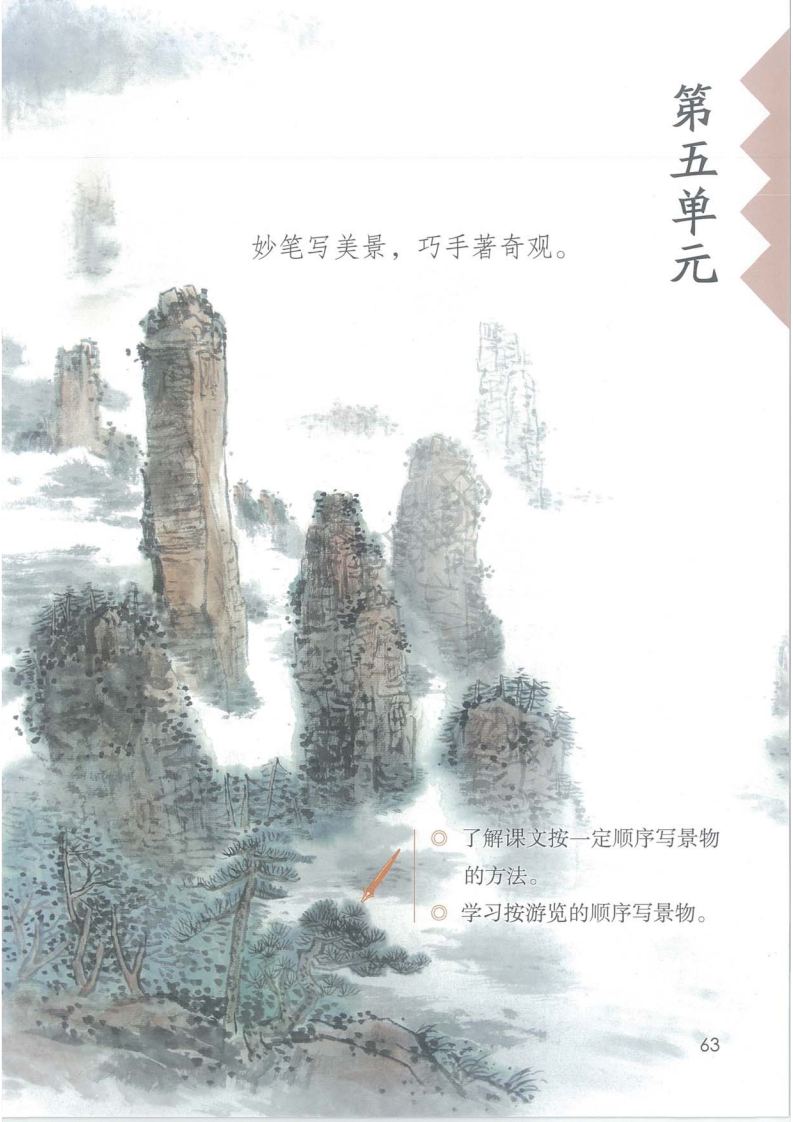 第五单元
妙笔写美景，巧手著奇观。
◎ 了解课文按一定顺序写景物
的方法。
◎ 学习按游览的顺序写景物。
63